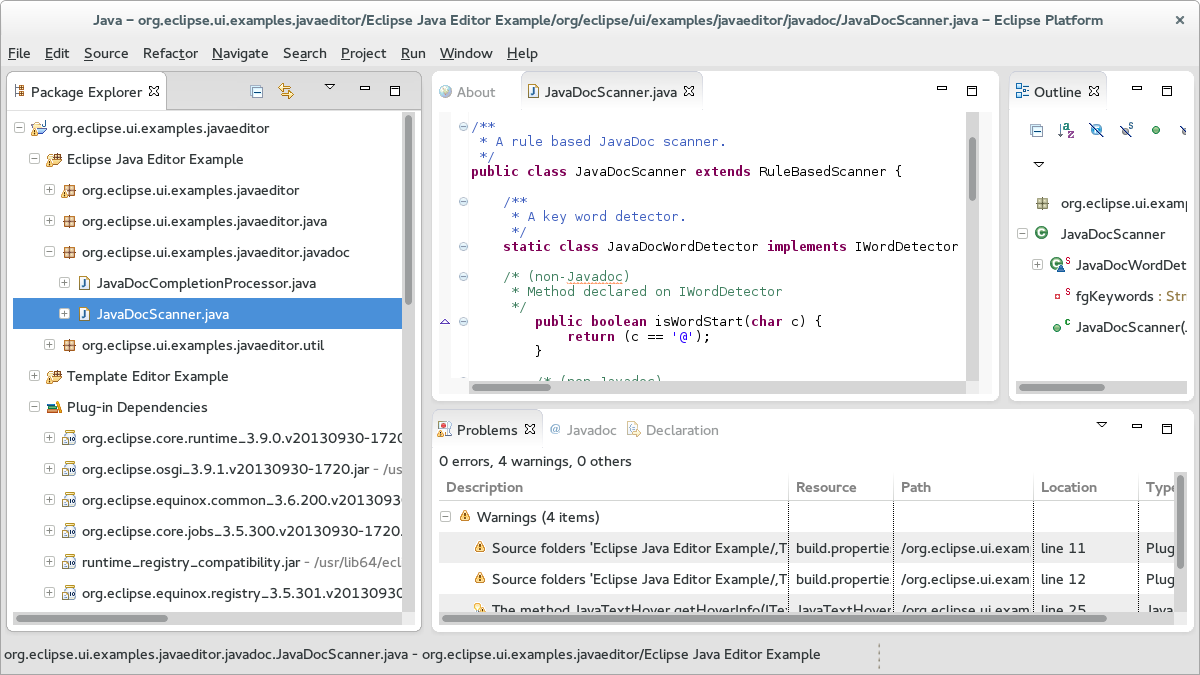 Java – org.eclipse.ui.examples.javaeditor/Eclipse Java Editor Example/org/eclipse/ui/examples/javaeditor/javadoc/JavaDocScanner.java – Eclipse Platform
File Edit Source Refactor Navigate Search Project Run Window Help
Package Explorer
org.eclipse.ui.examples.javaeditor
Eclipse Java Editor Example
org.eclipse.ui.examples.javaeditor
org.eclipse.ui.examples.javaeditor.java
org.eclipse.ui.examples.javaeditor.javadoc
JavaDocCompletionProcessor.java
JavaDocScanner.java
org.eclipse.ui.examples.javaeditor.util
Template Editor Example
Plug-in Dependencies
org.eclipse.core.runtime_3.9.0.v20130930-1720
org.eclipse.osgi_3.9.1.v20130930-1720.jar - /us
org.eclipse.equinox.common_3.6.200.v2013093
org.eclipse.core.jobs_3.5.300.v20130930-1720.
runtime_registry_compatibility.jar - /usr/lib64/ecl
org.eclipse.equinox.registry_3.5.301.v20130930
About JavaDocScanner.java
/**
* A rule based JavaDoc scanner.
*/
public class JavaDocScanner extends RuleBasedScanner {
/**
* A key word detector.
*/
static class JavaDocWordDetector implements IWordDetector
/* (non-Javadoc)
* Method declared on IWordDetector
*/
public boolean isWordStart(char c) {
return (c == '@');
}
/* (non-Javadoc)
Outline
org.eclipse.ui.examp
JavaDocScanner
JavaDocWordDet
fgKeywords : Stri
JavaDocScanner(.
Problems Javadoc Declaration
0 errors, 4 warnings, 0 others
Description Resource Path Location Type
Warnings (4 items)
Source folders 'Eclipse Java Editor Example/,T build.propertie /org.eclipse.ui.exam line 11 Plug
Source folders 'Eclipse Java Editor Example/,T build.propertie /org.eclipse.ui.exam line 12 Plug
The method JavaTextHover.getHoverInfo(ITe JavaTextHover /org.eclipse.ui.exam line 25 Java
org.eclipse.ui.examples.javaeditor.javadoc.JavaDocScanner.java - org.eclipse.ui.examples.javaeditor/Eclipse Java Editor Example